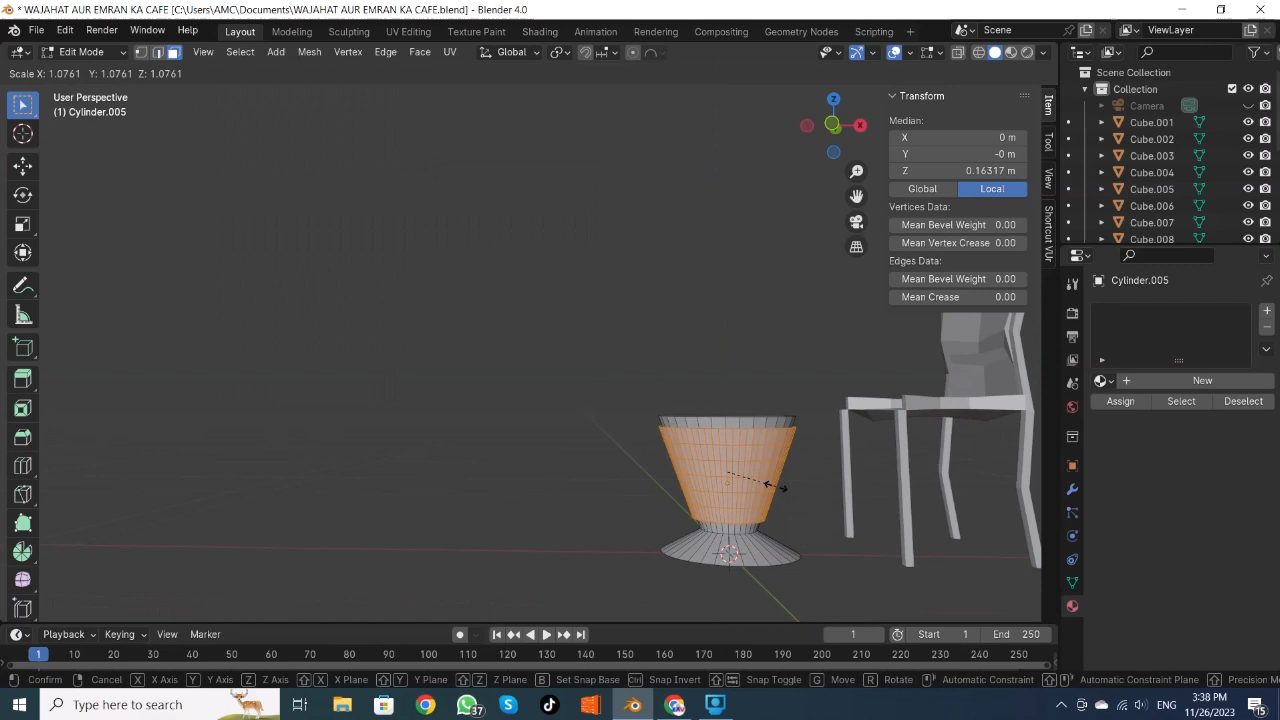 * WAJAHAT AUR EMRAN KA CAFE [C:\Users\AMC\Documents\WAJAHAT AUR EMRAN KA CAFE.blend] - Blender 4.0
File Edit Render Window Help Layout Modeling Sculpting UV Editing Texture Paint Shading Animation Rendering Compositing Geometry Nodes Scripting Scene ViewLayer
Edit Mode View Select Add Mesh Vertex Edge Face UV Global
Scale X: 1.0761 Y: 1.0761 Z: 1.0761
User Perspective
(1) Cylinder.005
Z
X
Transform
Median:
X 0 m
Y -0 m
Z 0.16317 m
Global Local
Vertices Data:
Mean Bevel Weight 0.00
Mean Vertex Crease 0.00
Edges Data:
Mean Bevel Weight 0.00
Mean Crease 0.00
Item
Tool
View
Shortcut VUr
Scene Collection
Collection
Camera
Cube.001
Cube.002
Cube.003
Cube.004
Cube.005
Cube.006
Cube.007
Cube.008
Cylinder.005
New
Assign Select Deselect
Playback Keying View Marker 1 Start 1 End 250
1 10 20 30 40 50 60 70 80 90 100 110 120 130 140 150 160 170 180 190 200 210 220 230 240 250
Confirm Cancel X X Axis Y Y Axis Z Z Axis X X Plane Y Y Plane Z Z Plane B Set Snap Base Ctrl Snap Invert Snap Toggle G Move R Rotate Automatic Constraint Automatic Constraint Plane Precision Mo
Type here to search 37 ENG 3:38 PM 11/26/2023 15